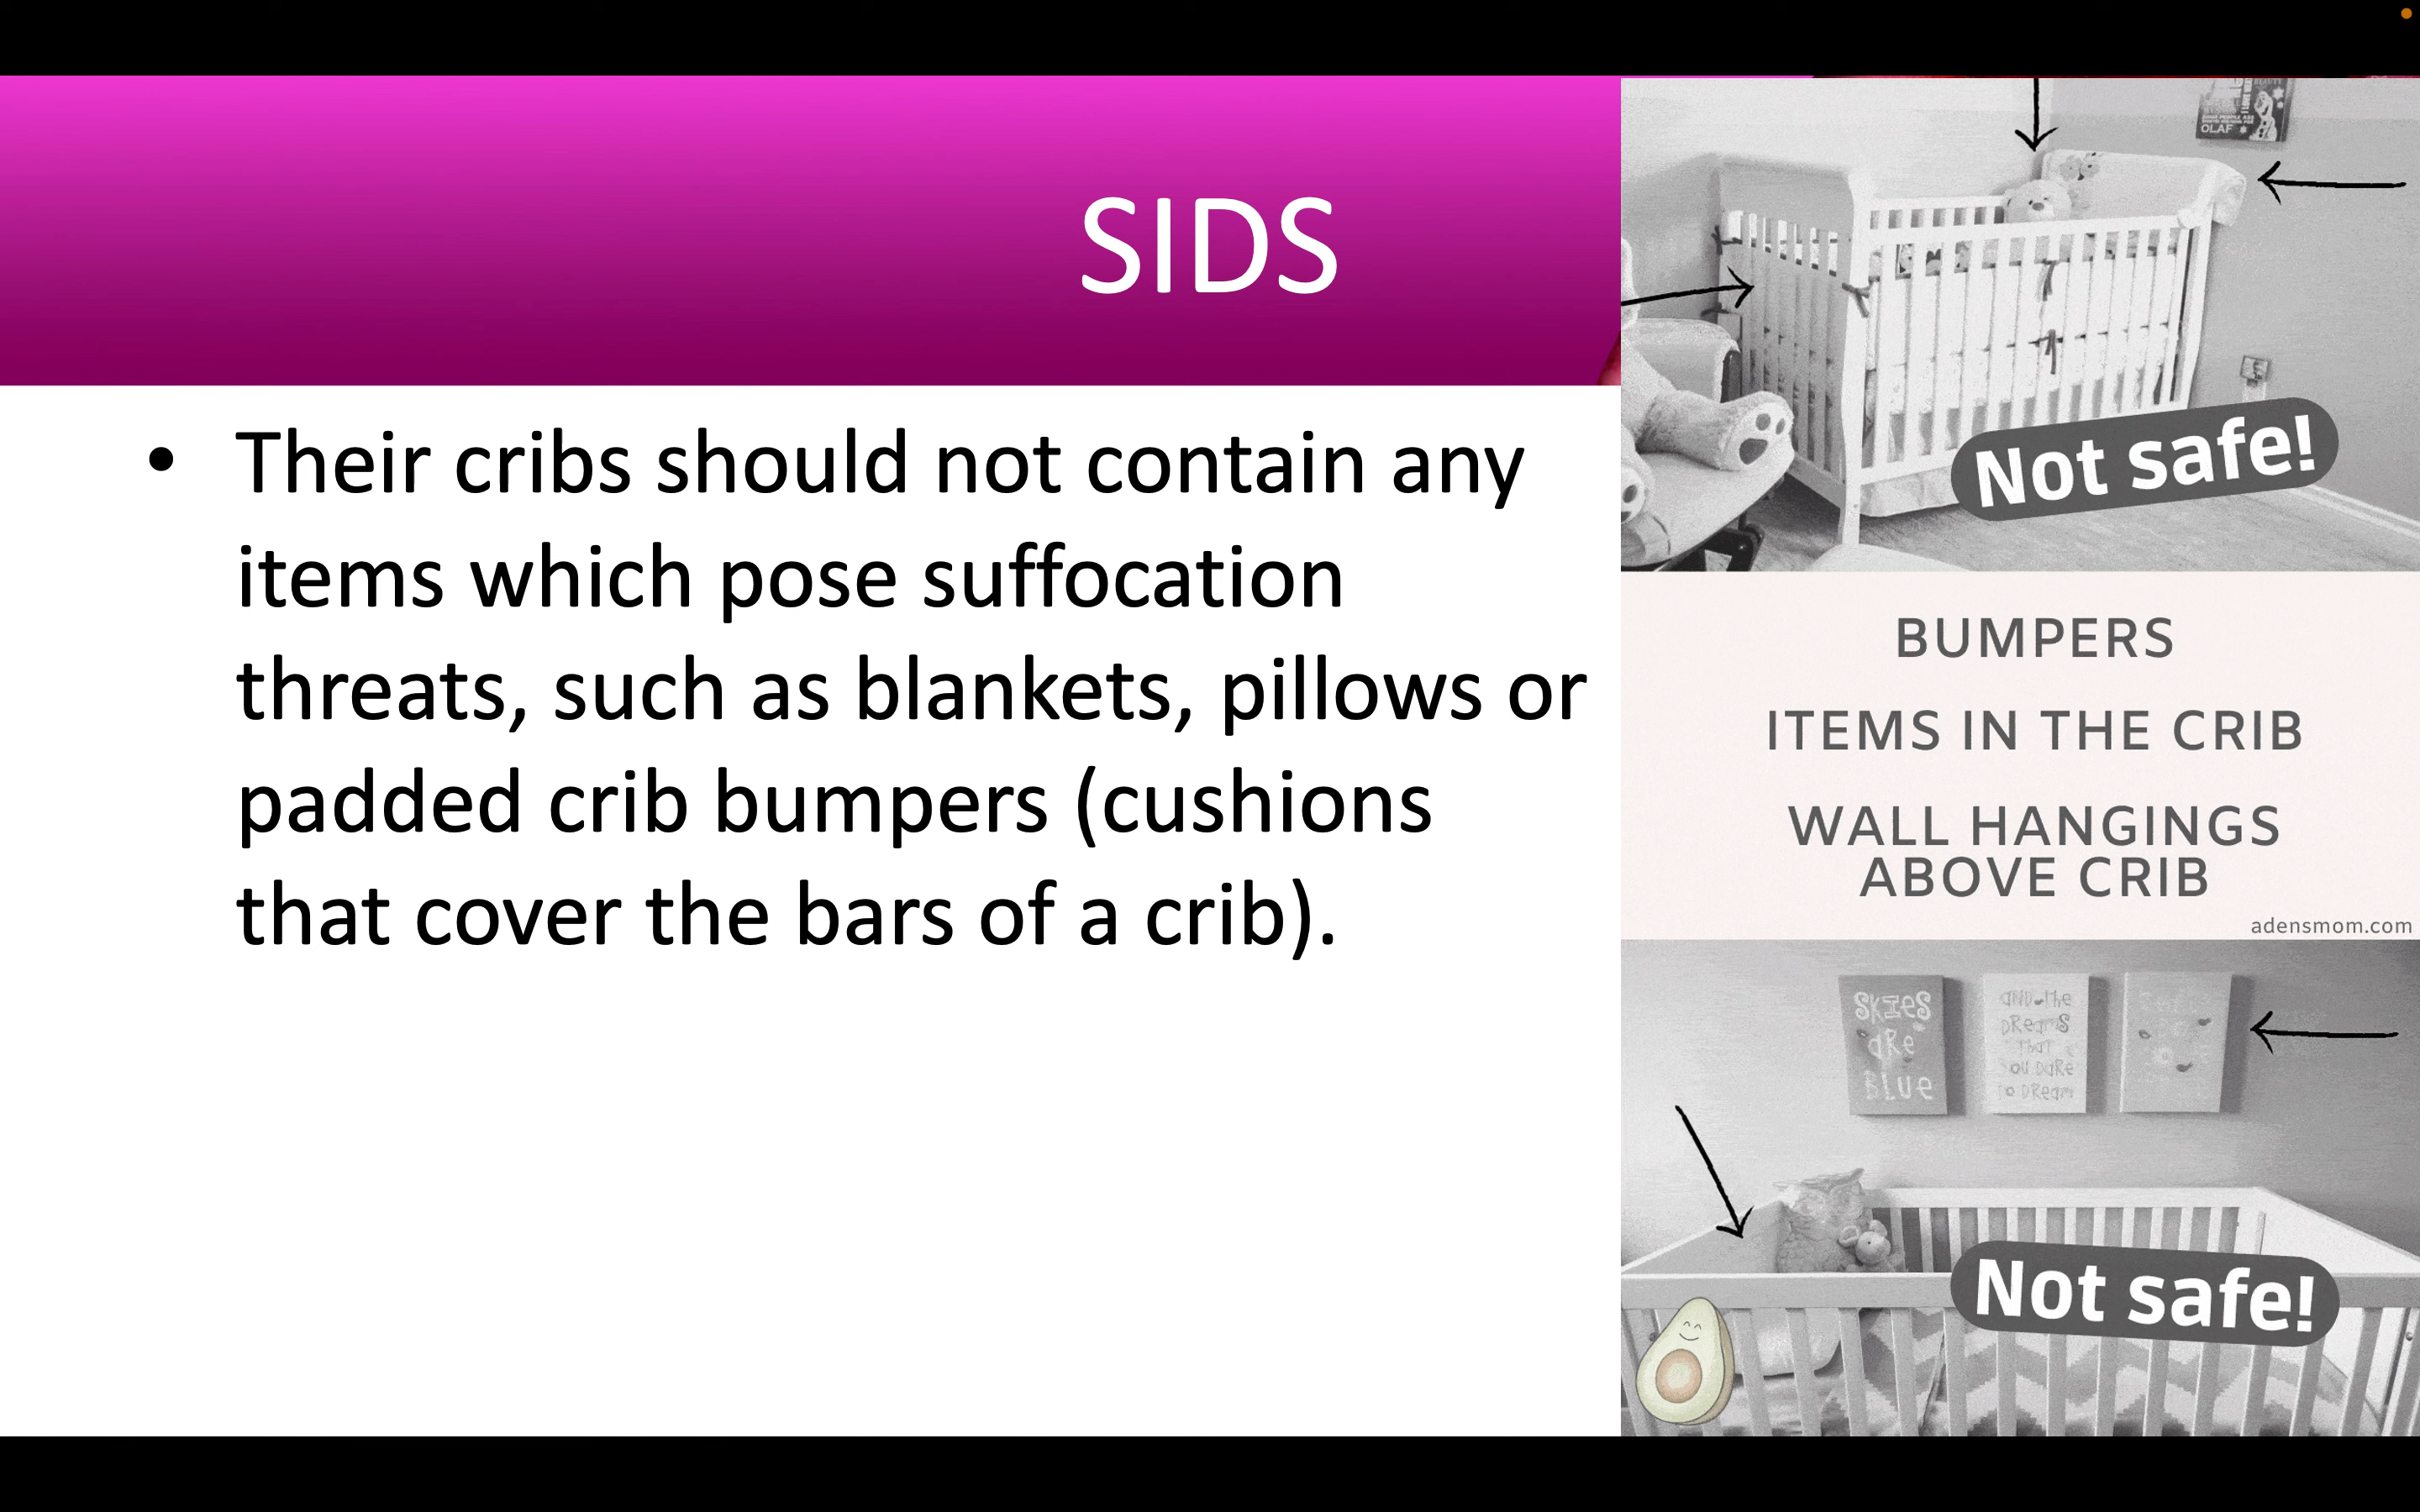 SIDS
• Their cribs should not contain any
items which pose suffocation
threats, such as blankets, pillows or
padded crib bumpers (cushions
that cover the bars of a crib).
OLAF
Not safe!
BUMPERS
ITEMS IN THE CRIB
WALL HANGINGS
ABOVE CRIB
adensmom.com
SKIES
ARE
BLUE
AND THE
DREAMS
THAT
YOU DARE
TO DREAM
Not safe!